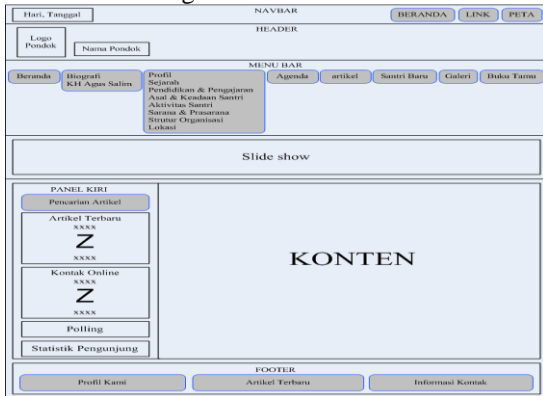 Hari, Tanggal
NAVBAR
BERANDA
LINK
PETA
HEADER
Logo
Pondok
Nama Pondok
MENU BAR
Beranda
Biografi
KH Agus Salim
Profil
Sejarah
Pendidikan & Pengajaran
Asal & Keadaan Santri
Aktivitas Santri
Sarana & Prasarana
Strutur Organisasi
Lokasi
Agenda
artikel
Santri Baru
Galeri
Buku Tamu
Slide show
PANEL KIRI
Pencarian Artikel
Artikel Terbaru
xxxx
Z
xxxx
Kontak Online
xxxx
Z
xxxx
Polling
Statistik Pengunjung
KONTEN
FOOTER
Profil Kami
Artikel Terbaru
Informasi Kontak